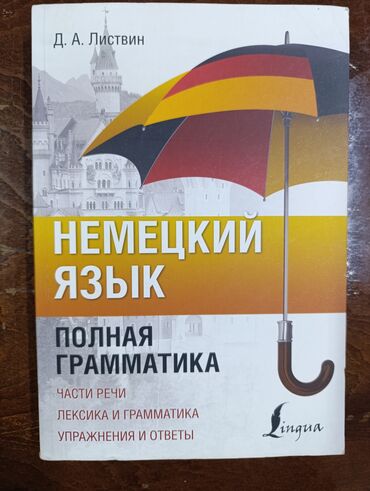 Д. А. Листвин
НЕМЕЦКИЙ
ЯЗЫК
ПОЛНАЯ
ГРАММАТИКА
ЧАСТИ РЕЧИ
ЛЕКСИКА И ГРАММАТИКА
УПРАЖНЕНИЯ И ОТВЕТЫ
Lingua